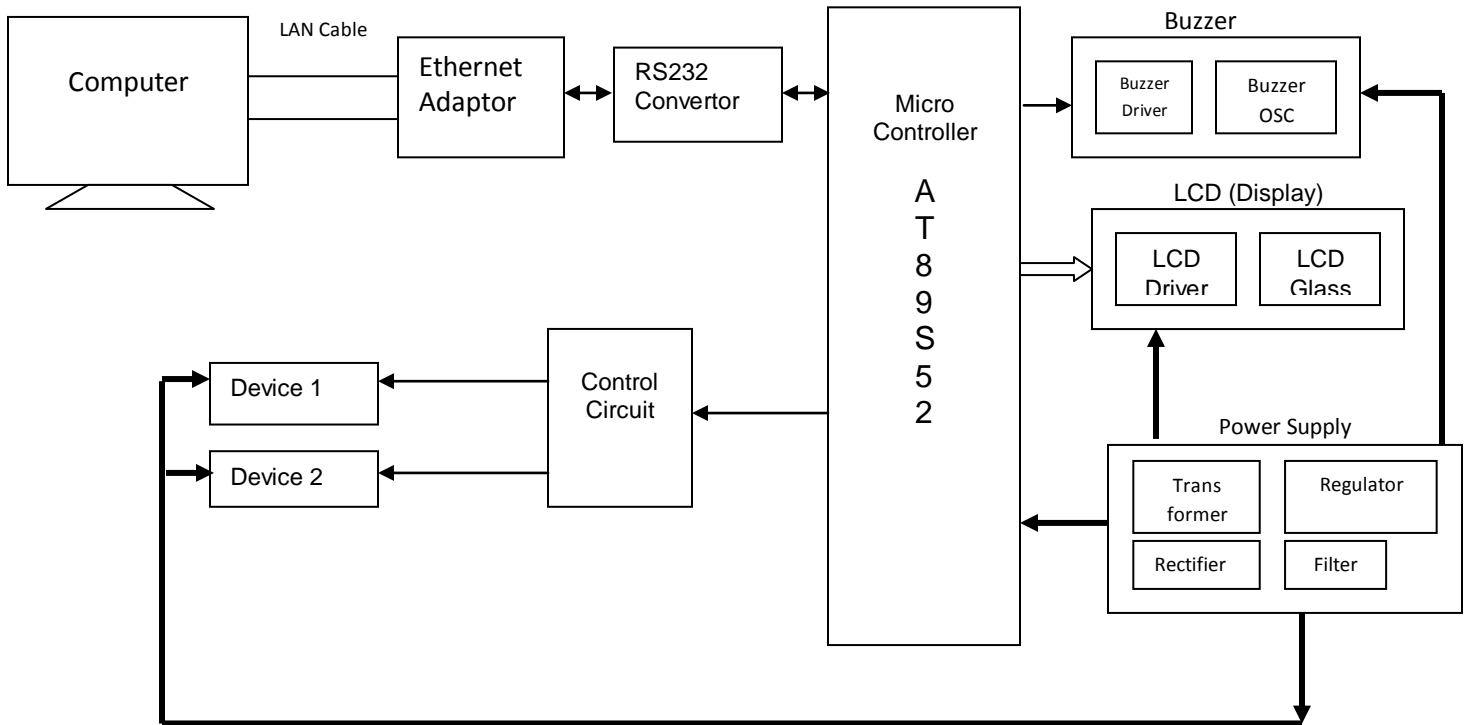 LAN Cable
Computer
Ethernet
Adaptor
RS232
Convertor
Micro
Controller
A
T
8
9
S
5
2
Buzzer
Buzzer
Driver
Buzzer
OSC
LCD (Display)
LCD
Driver
LCD
Glass
Control
Circuit
Device 1
Device 2
Power Supply
Trans
former
Regulator
Rectifier
Filter